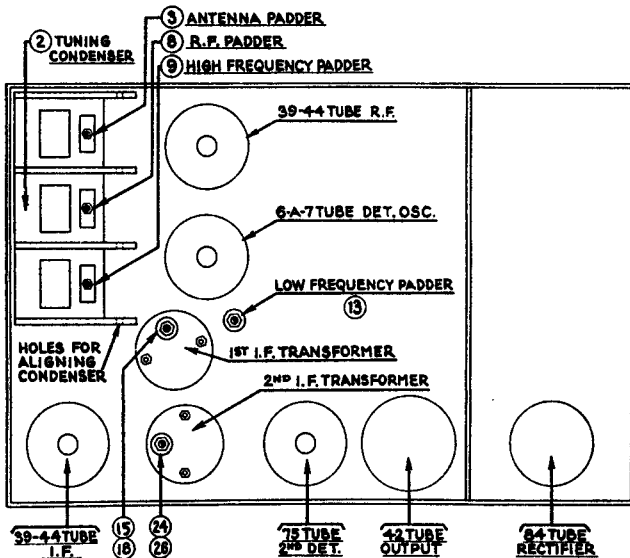 3 ANTENNA PADDER
2 TUNING
CONDENSER
8 R.F. PADDER
9 HIGH FREQUENCY PADDER
39-44 TUBE R.F.
6-A-7 TUBE DET. OSC.
LOW FREQUENCY PADDER
13
HOLES FOR
ALIGNING
CONDENSER
1ST I.F. TRANSFORMER
2ND I.F. TRANSFORMER
39-44 TUBE
I.F.
15
18
24
26
75 TUBE
2ND DET.
42 TUBE
OUTPUT
84 TUBE
RECTIFIER